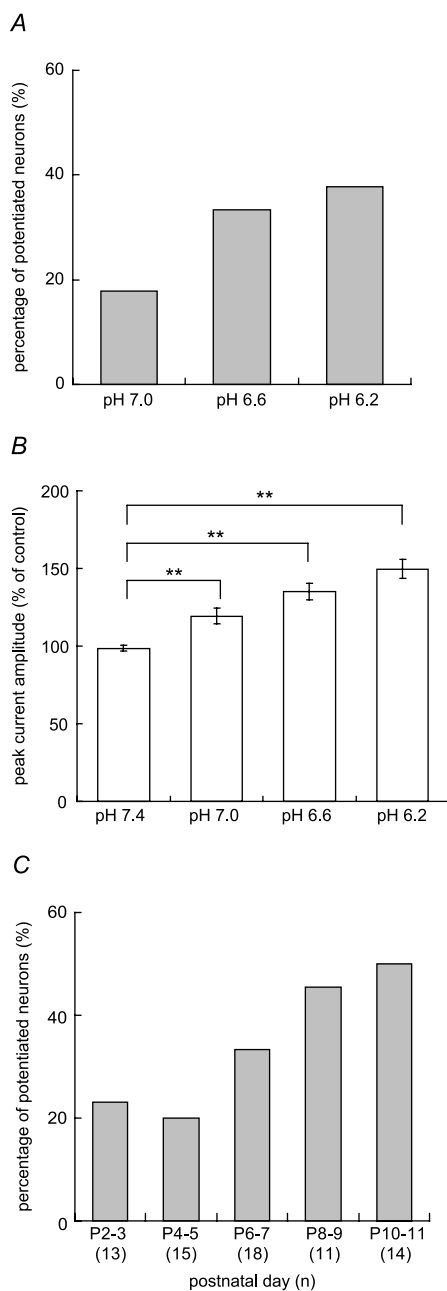 A
percentage of potentiated neurons (%)
60
40
20
0
pH 7.0 pH 6.6 pH 6.2
B
peak current amplitude (% of control)
200
150
100
50
0
**
**
**
pH 7.4 pH 7.0 pH 6.6 pH 6.2
C
percentage of potentiated neurons (%)
60
40
20
0
P2-3 P4-5 P6-7 P8-9 P10-11
(13) (15) (18) (11) (14)
postnatal day (n)